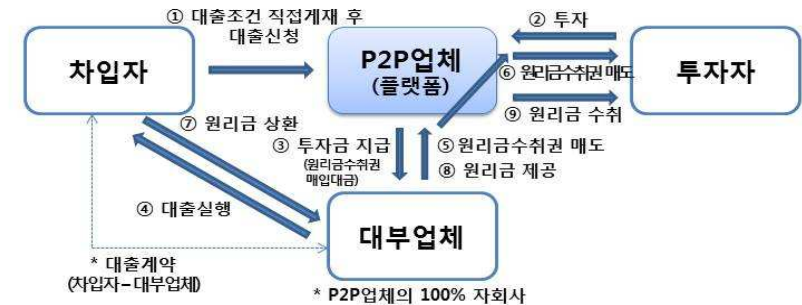 ① 대출조건 직접게재 후
대출신청
② 투자
차입자
P2P업체
(플랫폼)
투자자
⑥ 원리금수취권 매도
⑨ 원리금 수취
⑦ 원리금 상환
③ 투자금 지급
(원리금수취권
매입대금)
⑤원리금수취권 매도
⑧ 원리금 제공
④ 대출실행
대부업체
* 대출계약
(차입자–대부업체)
* P2P업체의 100% 자회사